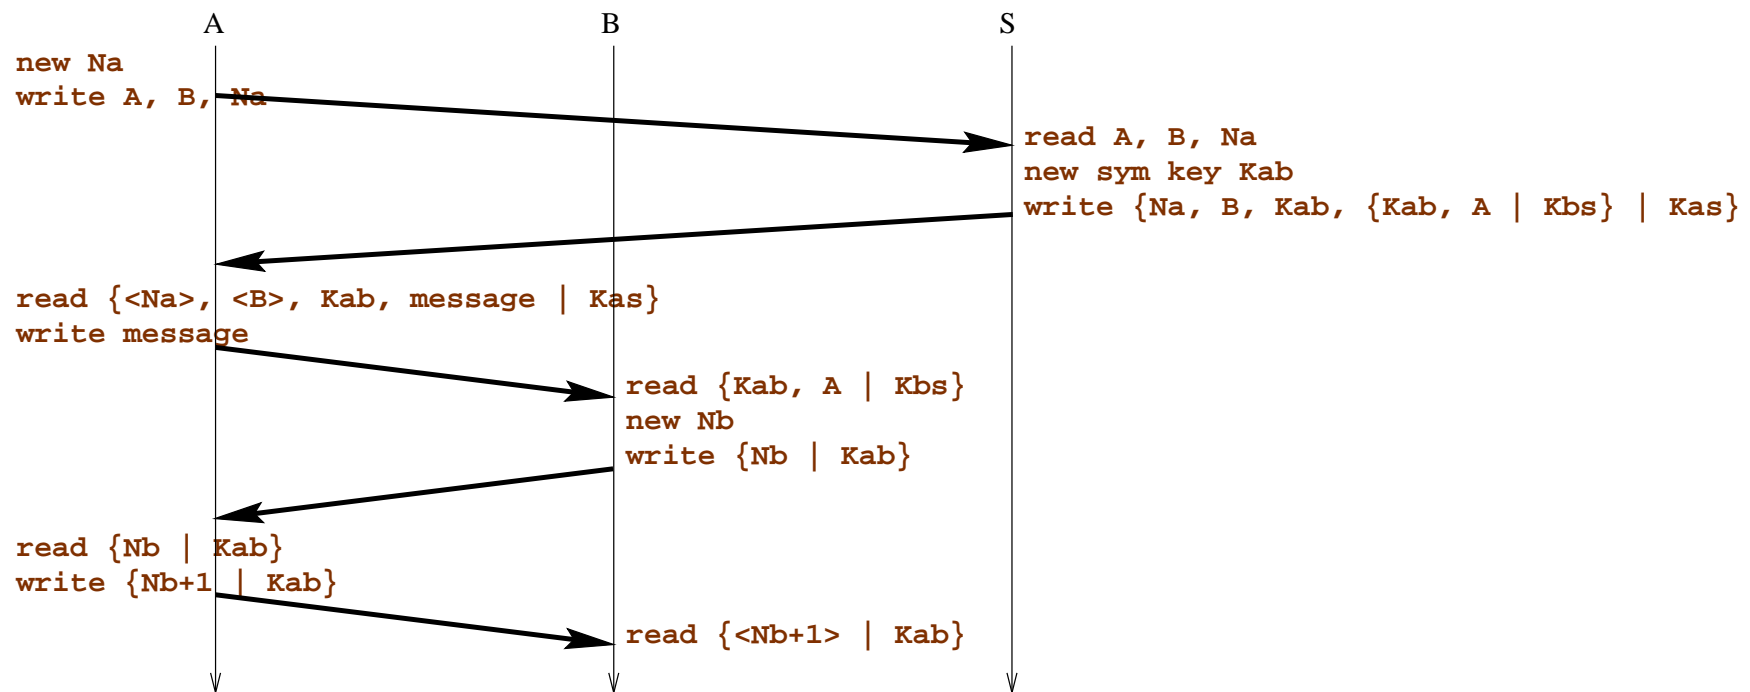 A B S
new Na
write A, B, Na
read A, B, Na
new sym key Kab
write {Na, B, Kab, {Kab, A | Kbs} | Kas}
read {<Na>, <B>, Kab, message | Kas}
write message
read {Kab, A | Kbs}
new Nb
write {Nb | Kab}
read {Nb | Kab}
write {Nb+1 | Kab}
read {<Nb+1> | Kab}